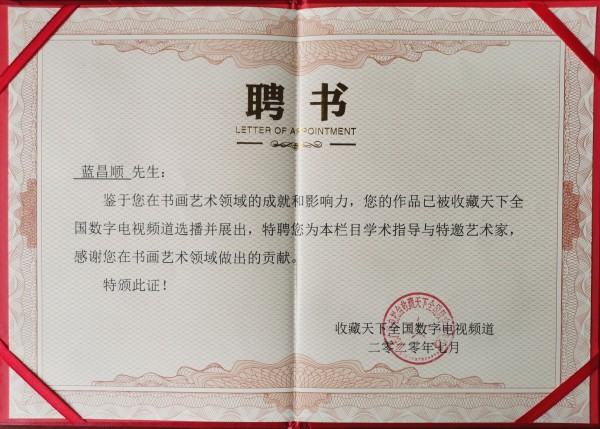 聘书
LETTER OF APPOINTMENT
蓝昌顺 先生：
鉴于您在书画艺术领域的成就和影响力，您的作品已被收藏天下全
国数字电视频道选播并展出，特聘您为本栏目学术指导与特邀艺术家，
感谢您在书画艺术领域做出的贡献。
特颁此证！
收藏天下全国数字电视频道
二零二零年七月